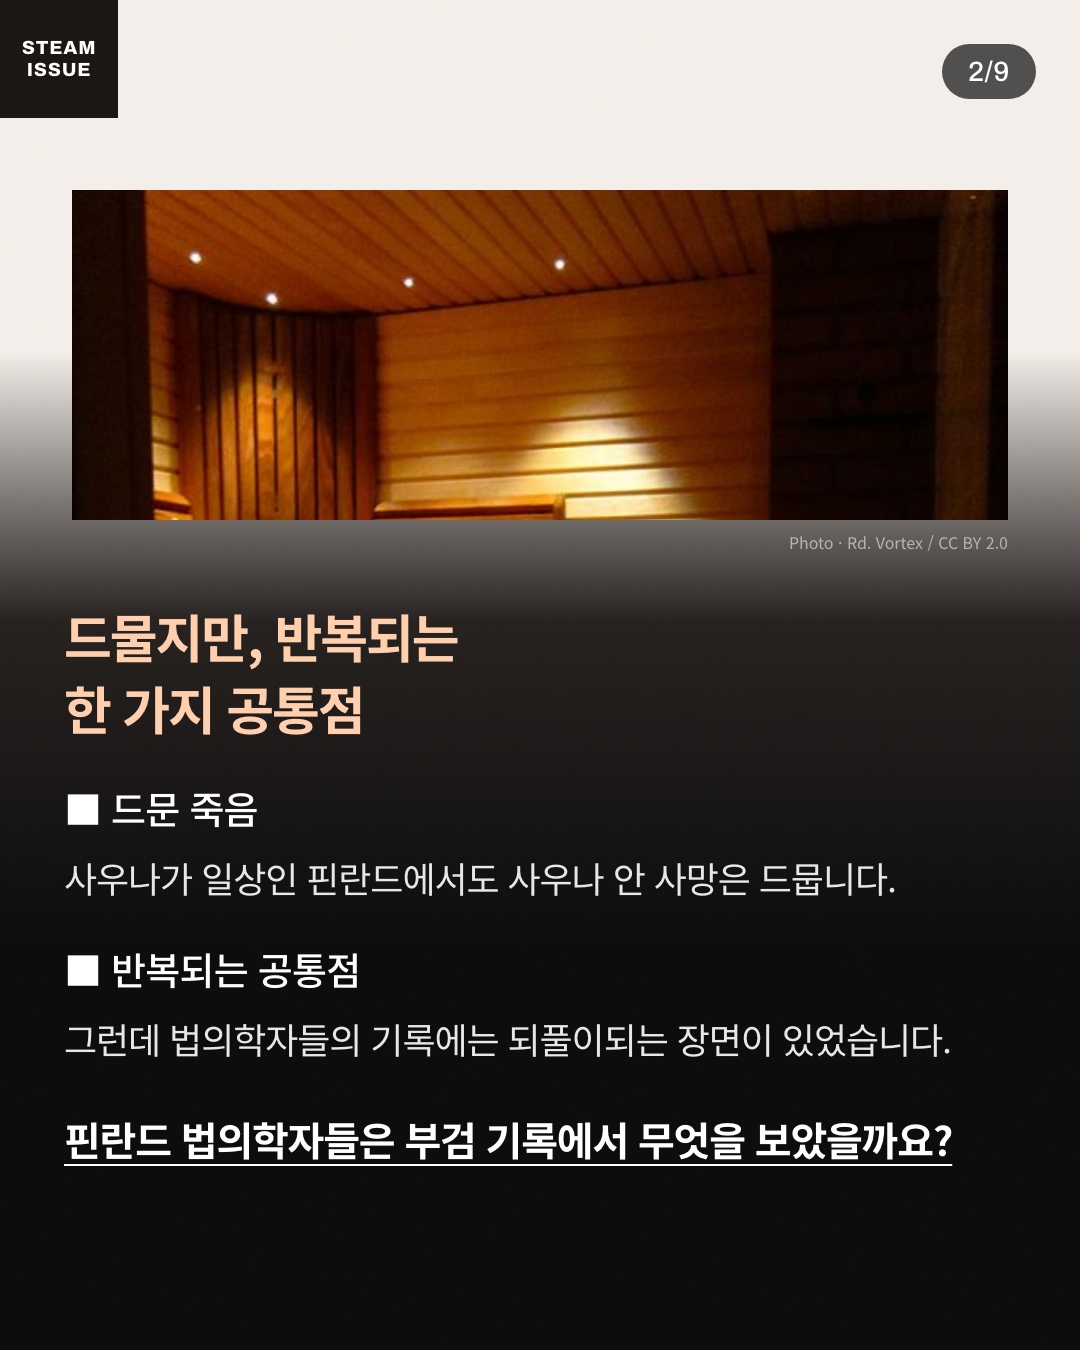 STEAM
ISSUE
2/9
Photo · Rd. Vortex / CC BY 2.0
드물지만, 반복되는
한 가지 공통점
■ 드문 죽음
사우나가 일상인 핀란드에서도 사우나 안 사망은 드뭅니다.
■ 반복되는 공통점
그런데 법의학자들의 기록에는 되풀이되는 장면이 있었습니다.
핀란드 법의학자들은 부검 기록에서 무엇을 보았을까요?